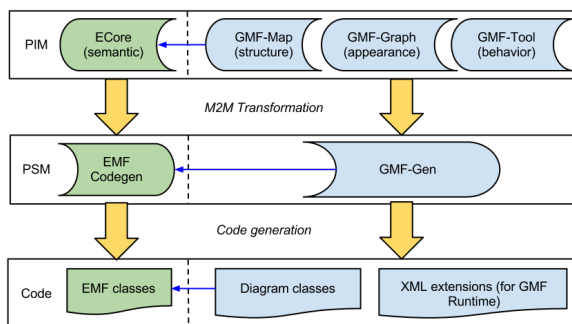 PIM
ECore
(semantic)
GMF-Map
(structure)
GMF-Graph
(appearance)
GMF-Tool
(behavior)
M2M Transformation
PSM
EMF
Codegen
GMF-Gen
Code generation
Code
EMF classes
Diagram classes
XML extensions (for GMF
Runtime)